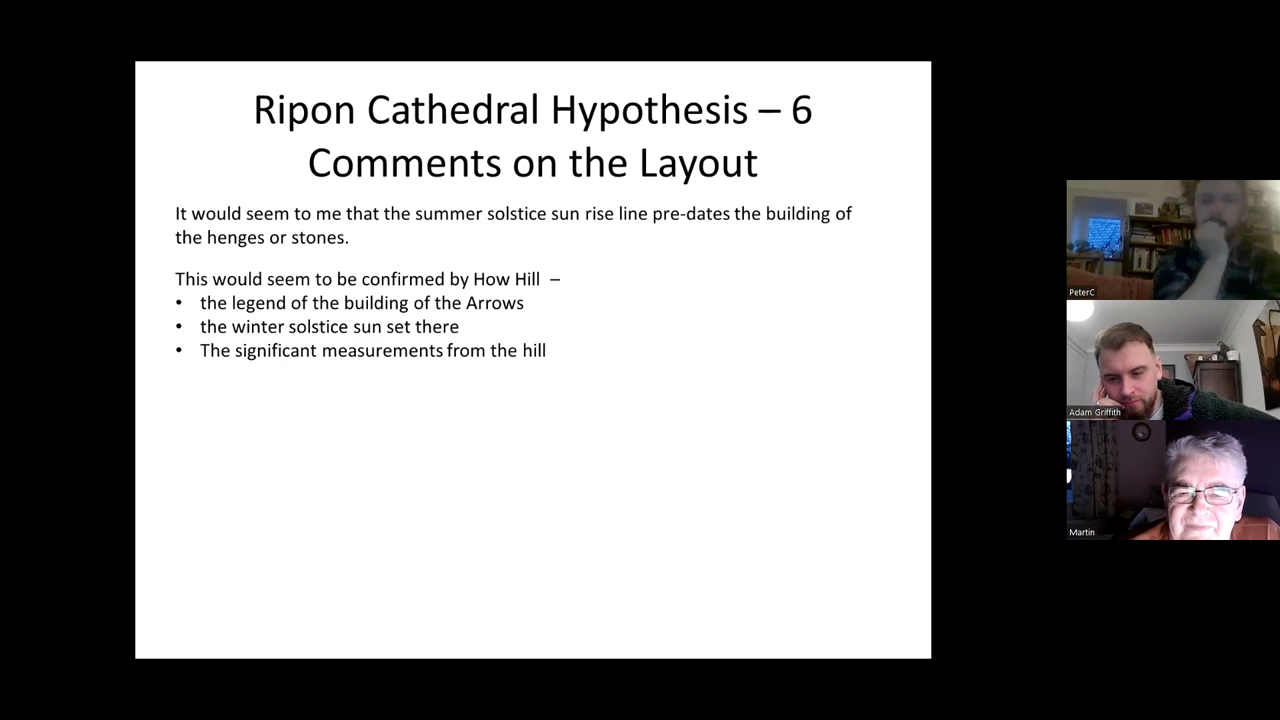 Ripon Cathedral Hypothesis – 6
Comments on the Layout
It would seem to me that the summer solstice sun rise line pre-dates the building of
the henges or stones.
This would seem to be confirmed by How Hill –
• the legend of the building of the Arrows
• the winter solstice sun set there
• The significant measurements from the hill
PeterC
Adam Griffith
Martin